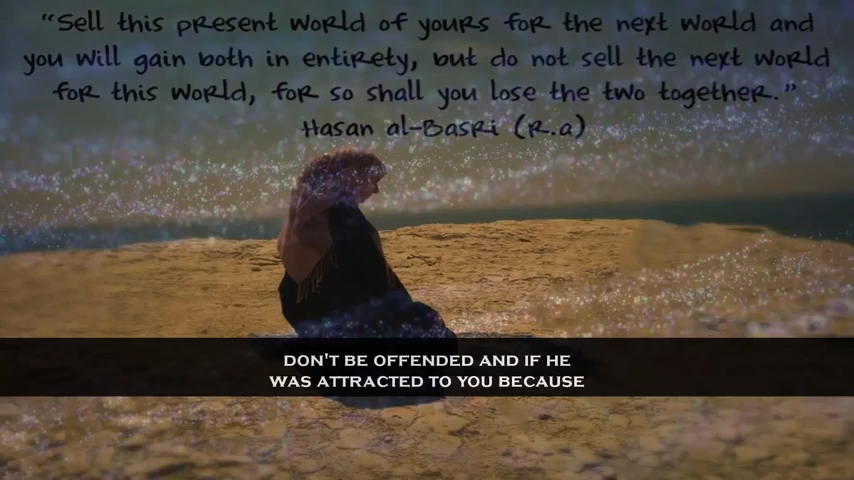 "Sell this present world of yours for the next world and
you will gain both in entirety, but do not sell the next world
for this world, for so shall you lose the two together."
Hasan al-Basri (R.a)
DON'T BE OFFENDED AND IF HE
WAS ATTRACTED TO YOU BECAUSE